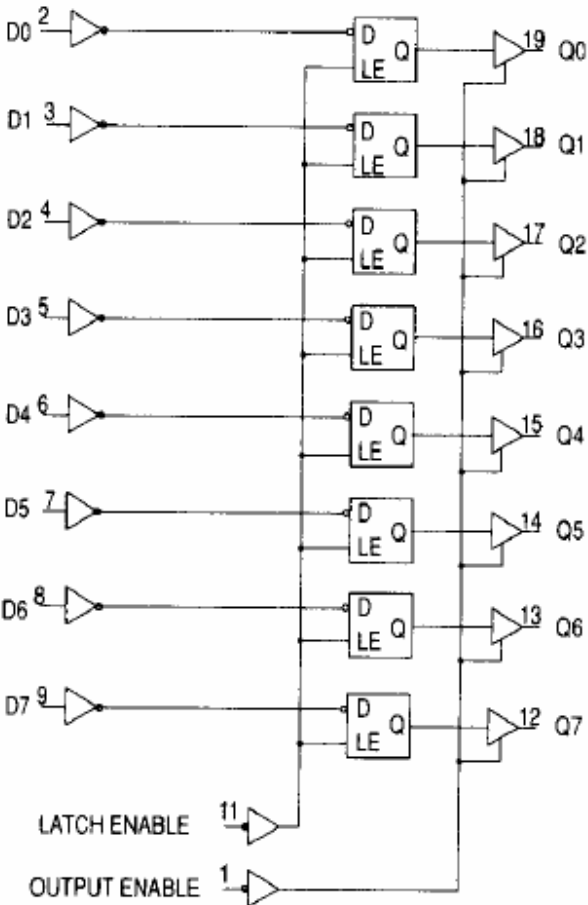 D0 2 D Q LE 19 Q0
D1 3 D Q LE 18 Q1
D2 4 D Q LE 17 Q2
D3 5 D Q LE 16 Q3
D4 6 D Q LE 15 Q4
D5 7 D Q LE 14 Q5
D6 8 D Q LE 13 Q6
D7 9 D Q LE 12 Q7
LATCH ENABLE 11
OUTPUT ENABLE 1